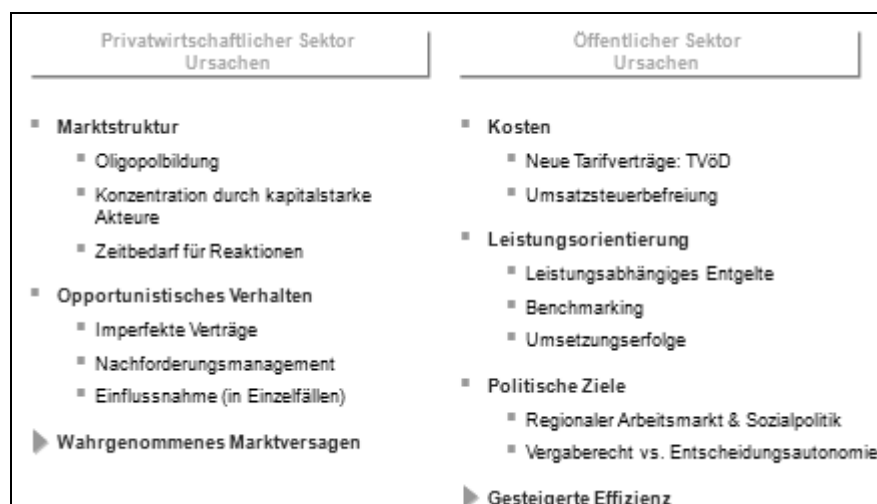 Privatwirtschaftlicher Sektor
Ursachen
Marktstruktur
Oligopolbildung
Konzentration durch kapitalstarke
Akteure
Zeitbedarf für Reaktionen
Opportunistisches Verhalten
Imperfekte Verträge
Nachforderungsmanagement
Einflussnahme (in Einzelfällen)
Wahrgenommenes Marktversagen
Öffentlicher Sektor
Ursachen
Kosten
Neue Tarifverträge: TVöD
Umsatzsteuerbefreiung
Leistungsorientierung
Leistungsabhängiges Entgelte
Benchmarking
Umsetzungserfolge
Politische Ziele
Regionaler Arbeitsmarkt & Sozialpolitik
Vergaberecht vs. Entscheidungsautonomie
Gesteigerte Effizienz